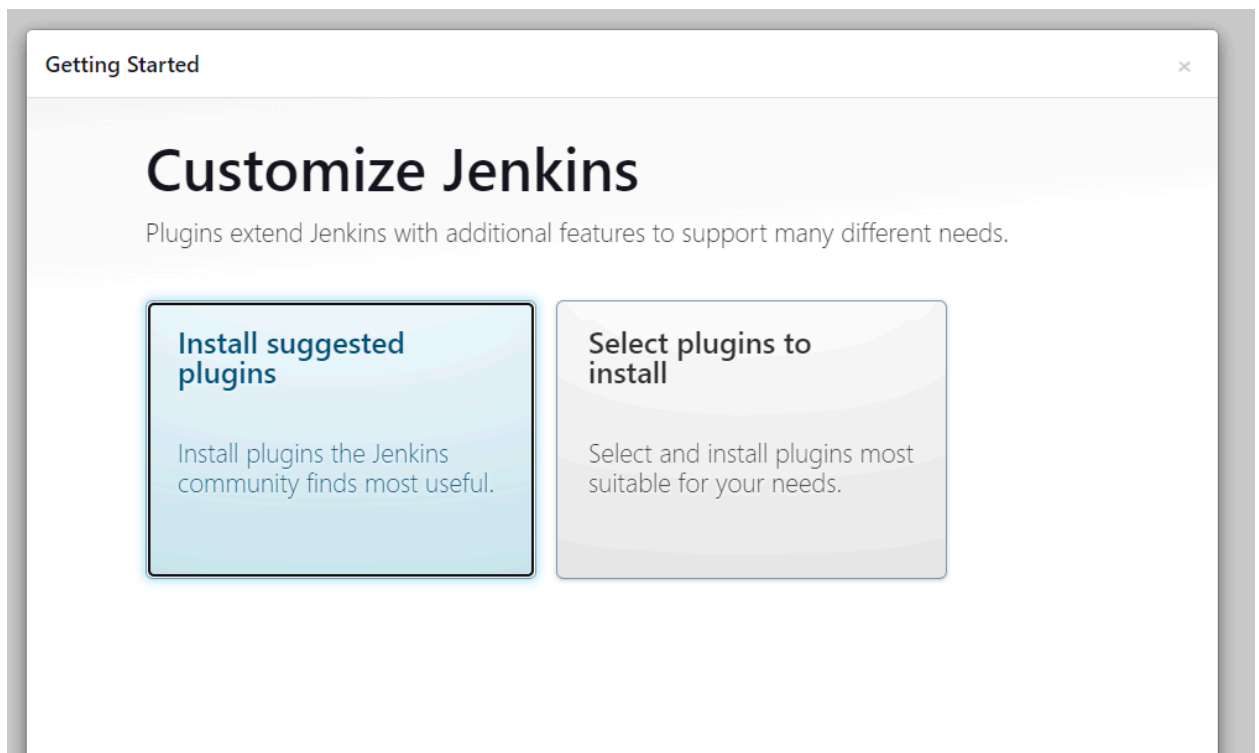 Getting Started
×
Customize Jenkins
Plugins extend Jenkins with additional features to support many different needs.
Install suggested
plugins
Install plugins the Jenkins
community finds most useful.
Select plugins to
install
Select and install plugins most
suitable for your needs.